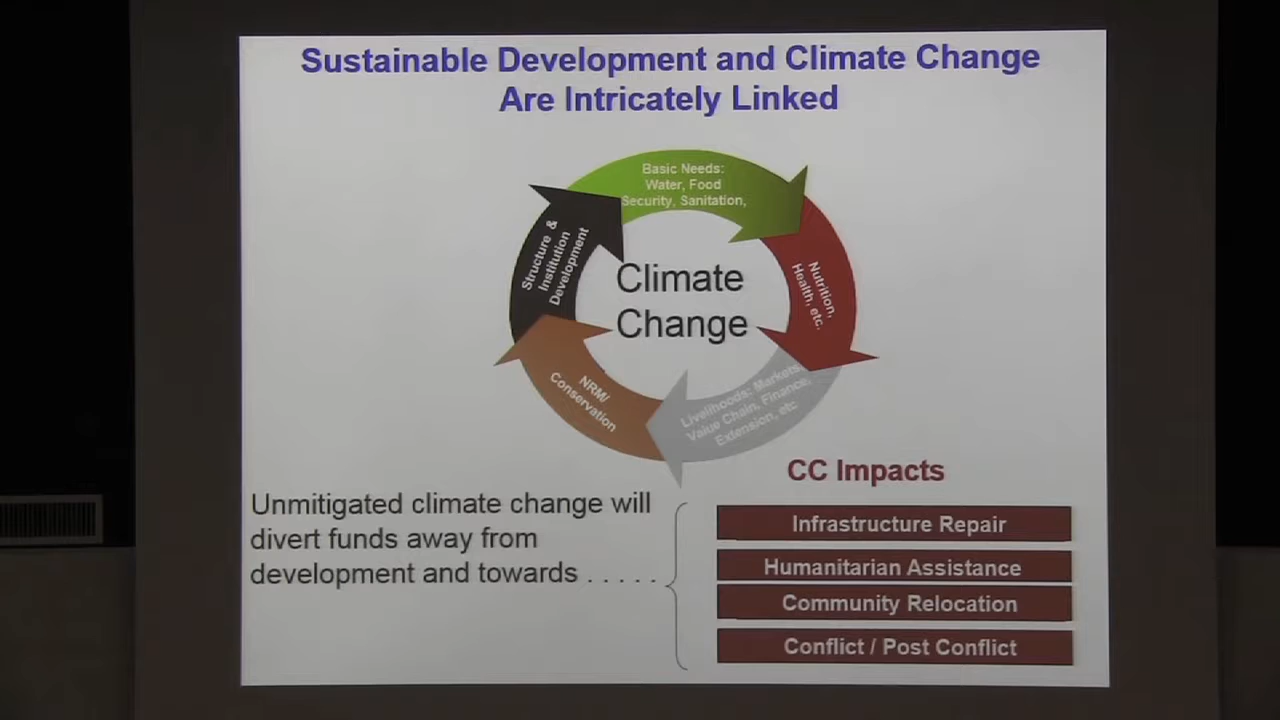 Sustainable Development and Climate Change
Are Intricately Linked
Basic Needs:
Water, Food
Security, Sanitation,
Nutrition,
Health, etc.
Livelihoods: Markets,
Value Chain, Finance,
Extension, etc
NRM/
Conservation
Structure &
Institution
Development
Climate
Change
CC Impacts
Unmitigated climate change will
divert funds away from
development and towards . . . . .
Infrastructure Repair
Humanitarian Assistance
Community Relocation
Conflict / Post Conflict